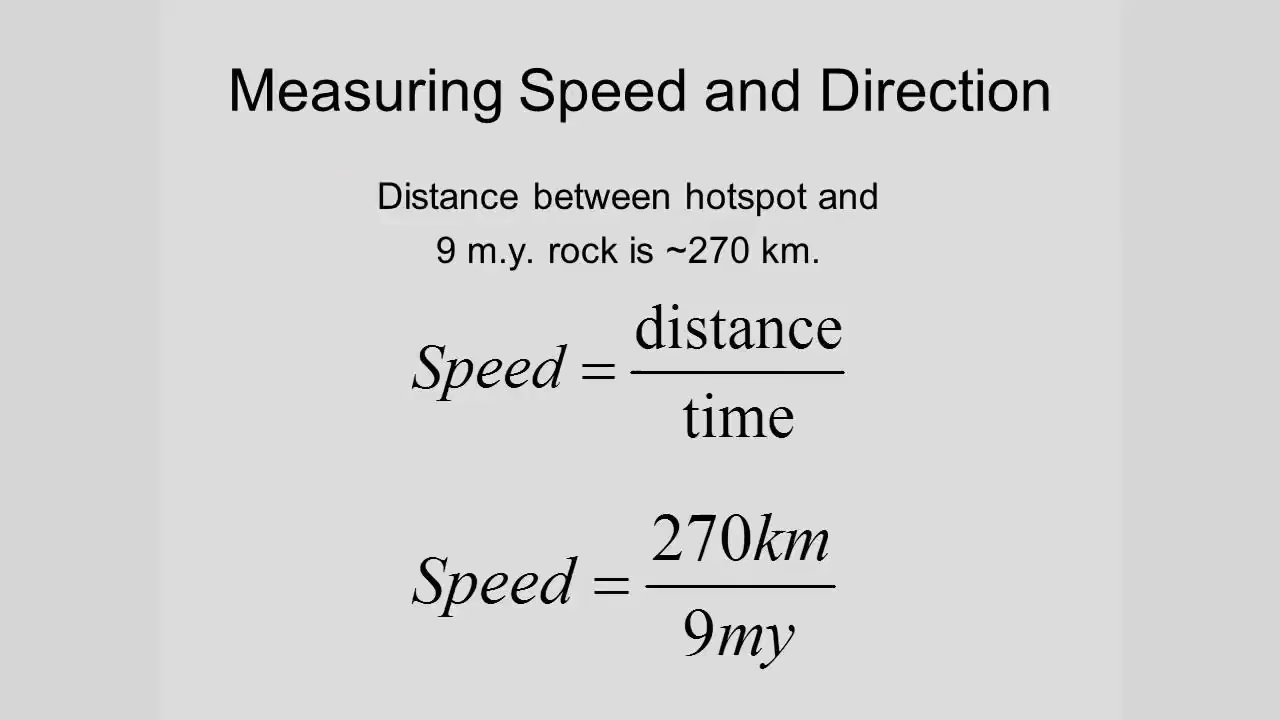 Measuring Speed and Direction
Distance between hotspot and
9 m.y. rock is ~270 km.
Speed = distance / time
Speed = 270km / 9my